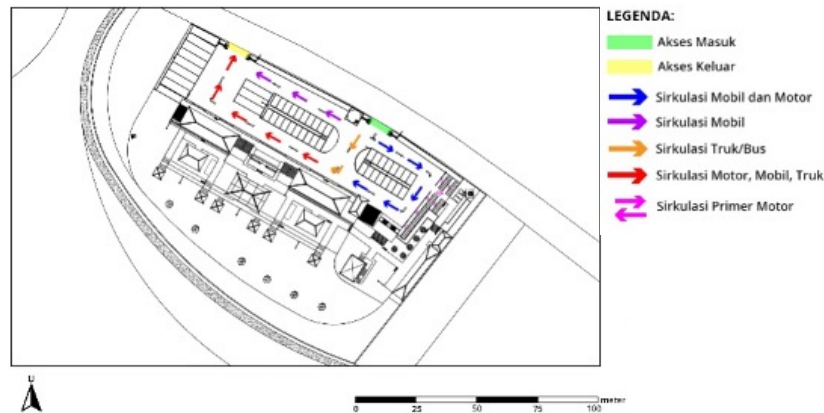 LEGENDA:
Akses Masuk
Akses Keluar
Sirkulasi Mobil dan Motor
Sirkulasi Mobil
Sirkulasi Truk/Bus
Sirkulasi Motor, Mobil, Truk
Sirkulasi Primer Motor
U
0 25 50 75 100 meter